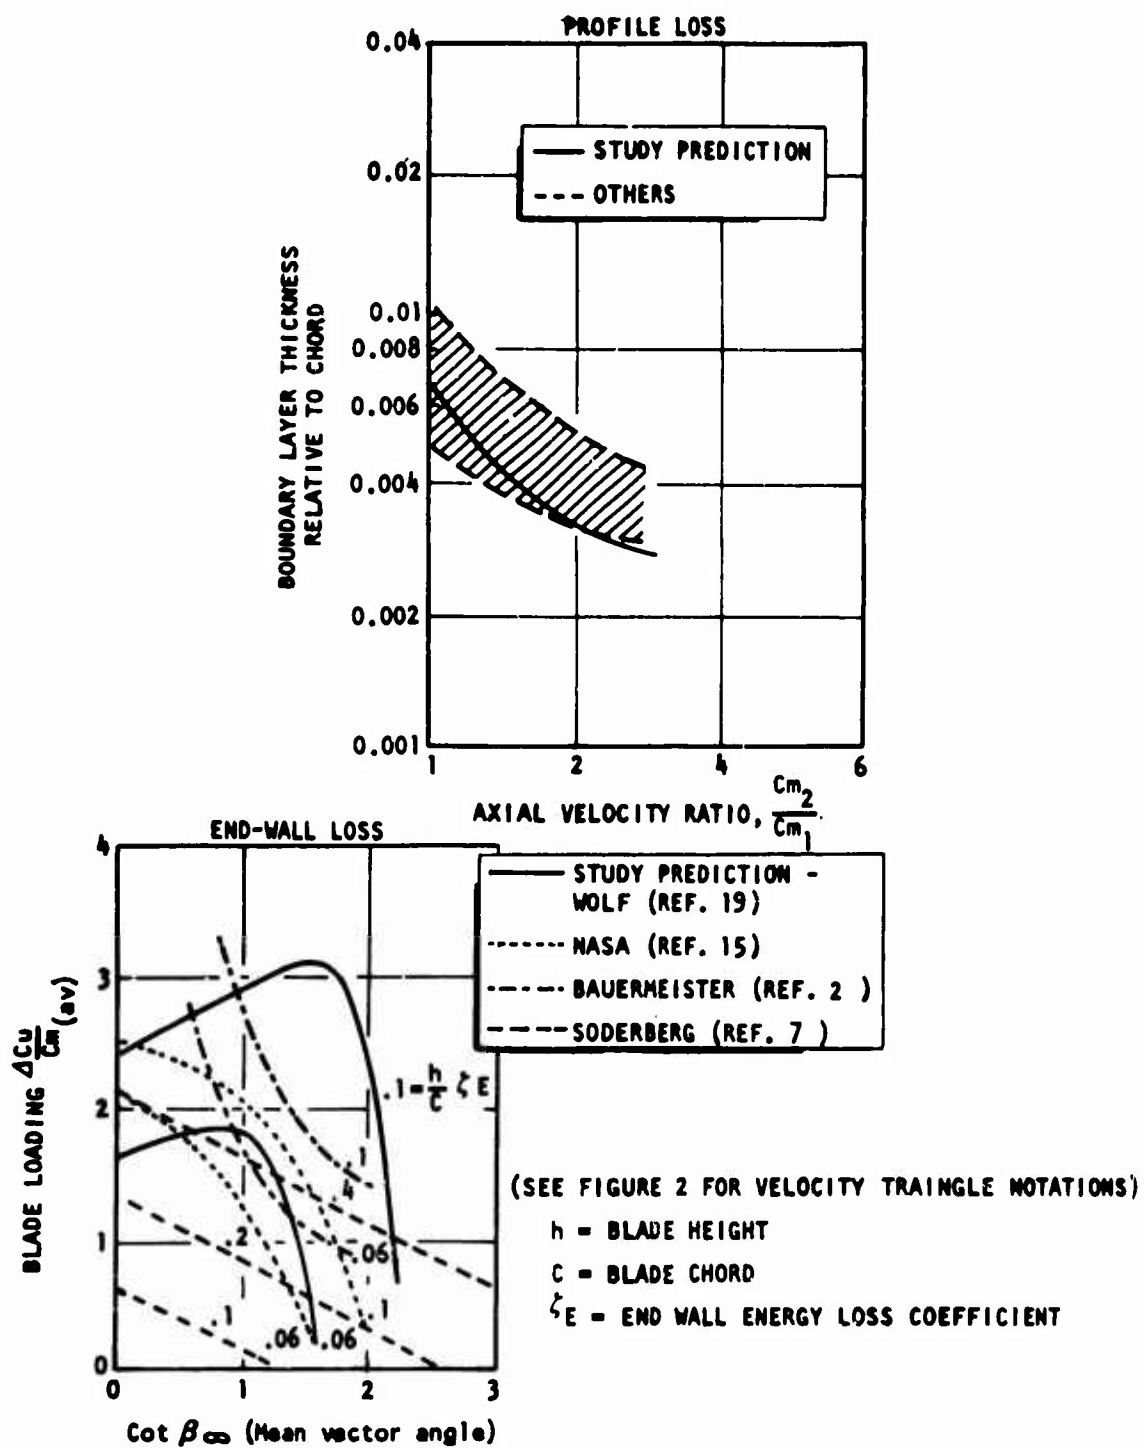 PROFILE LOSS
0.04
0.02
0.01
0.008
0.006
0.004
0.002
0.001
BOUNDARY LAYER THICKNESS
RELATIVE TO CHORD
STUDY PREDICTION
OTHERS
1
2
4
6
AXIAL VELOCITY RATIO, Cm2/Cm1
END-WALL LOSS
4
3
2
1
0
BLADE LOADING ΔCu/Cm (av)
STUDY PREDICTION -
WOLF (REF. 19)
NASA (REF. 15)
BAUERMEISTER (REF. 2 )
SODERBERG (REF. 7 )
.1 = h/C ζE
.1
.4
.2
.06
.1
.1
.06
.06
0
1
2
3
Cot β∞ (Mean vector angle)
(SEE FIGURE 2 FOR VELOCITY TRAINGLE NOTATIONS)
h = BLADE HEIGHT
C = BLADE CHORD
ζE = END WALL ENERGY LOSS COEFFICIENT